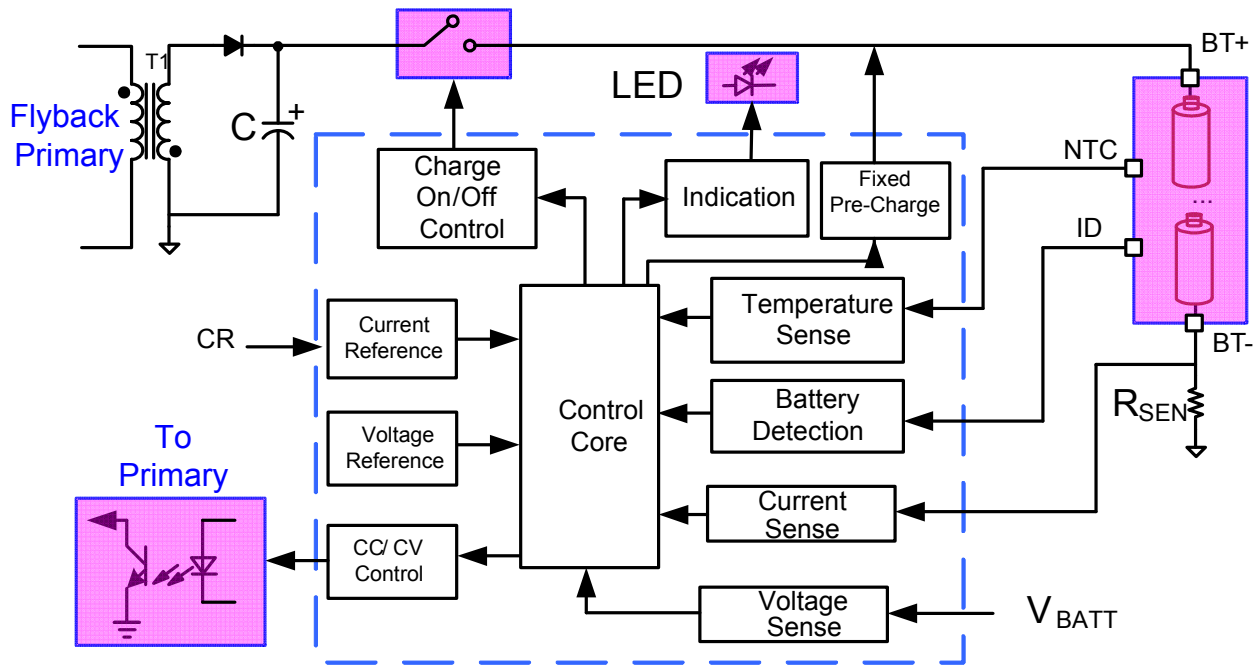 BT+
T1
LED
Flyback
Primary
C
+
NTC
Charge
On/Off
Control
Indication
Fixed
Pre-Charge
...
ID
Temperature
Sense
CR
Current
Reference
BT-
Control
Core
Battery
Detection
RSEN
Voltage
Reference
To
Primary
Current
Sense
CC/ CV
Control
Voltage
Sense
VBATT